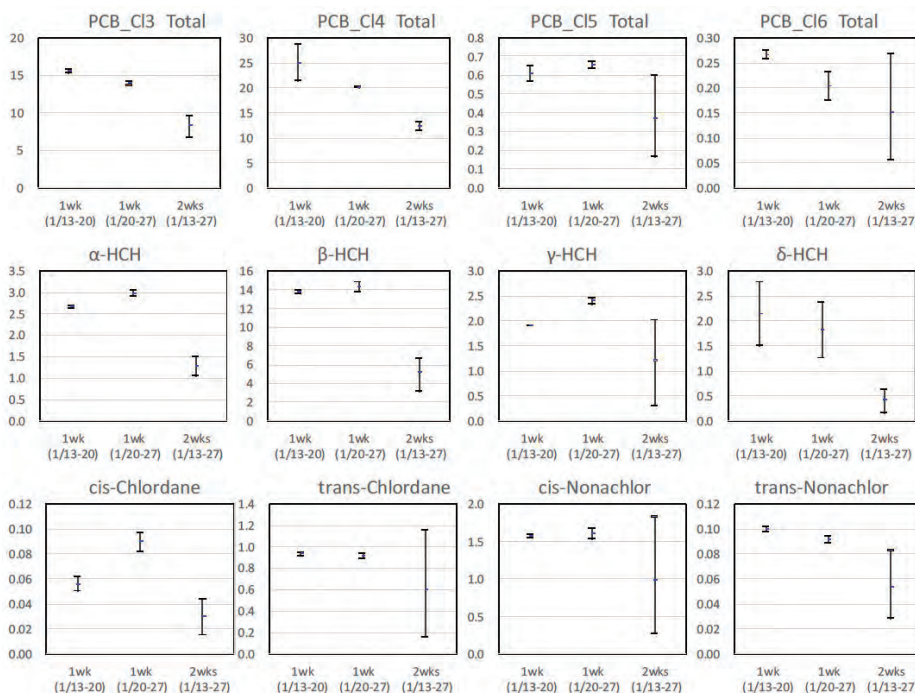 PCB_Cl3 Total
PCB_Cl4 Total
PCB_Cl5 Total
PCB_Cl6 Total
20
15
10
5
0
30
25
20
15
10
5
0
0.8
0.7
0.6
0.5
0.4
0.3
0.2
0.1
0.0
0.30
0.25
0.20
0.15
0.10
0.05
0.00
1wk 1wk 2wks
(1/13-20) (1/20-27) (1/13-27)
1wk 1wk 2wks
(1/13-20) (1/20-27) (1/13-27)
1wk 1wk 2wks
(1/13-20) (1/20-27) (1/13-27)
1wk 1wk 2wks
(1/13-20) (1/20-27) (1/13-27)
α-HCH
β-HCH
γ-HCH
δ-HCH
3.5
3.0
2.5
2.0
1.5
1.0
0.5
0.0
16
14
12
10
8
6
4
2
0
3.0
2.5
2.0
1.5
1.0
0.5
0.0
3.0
2.5
2.0
1.5
1.0
0.5
0.0
1wk 1wk 2wks
(1/13-20) (1/20-27) (1/13-27)
1wk 1wk 2wks
(1/13-20) (1/20-27) (1/13-27)
1wk 1wk 2wks
(1/13-20) (1/20-27) (1/13-27)
1wk 1wk 2wks
(1/13-20) (1/20-27) (1/13-27)
cis-Chlordane
trans-Chlordane
cis-Nonachlor
trans-Nonachlor
0.12
0.10
0.08
0.06
0.04
0.02
0.00
1.4
1.2
1.0
0.8
0.6
0.4
0.2
0.0
2.0
1.5
1.0
0.5
0.0
0.12
0.10
0.08
0.06
0.04
0.02
0.00
1wk 1wk 2wks
(1/13-20) (1/20-27) (1/13-27)
1wk 1wk 2wks
(1/13-20) (1/20-27) (1/13-27)
1wk 1wk 2wks
(1/13-20) (1/20-27) (1/13-27)
1wk 1wk 2wks
(1/13-20) (1/20-27) (1/13-27)